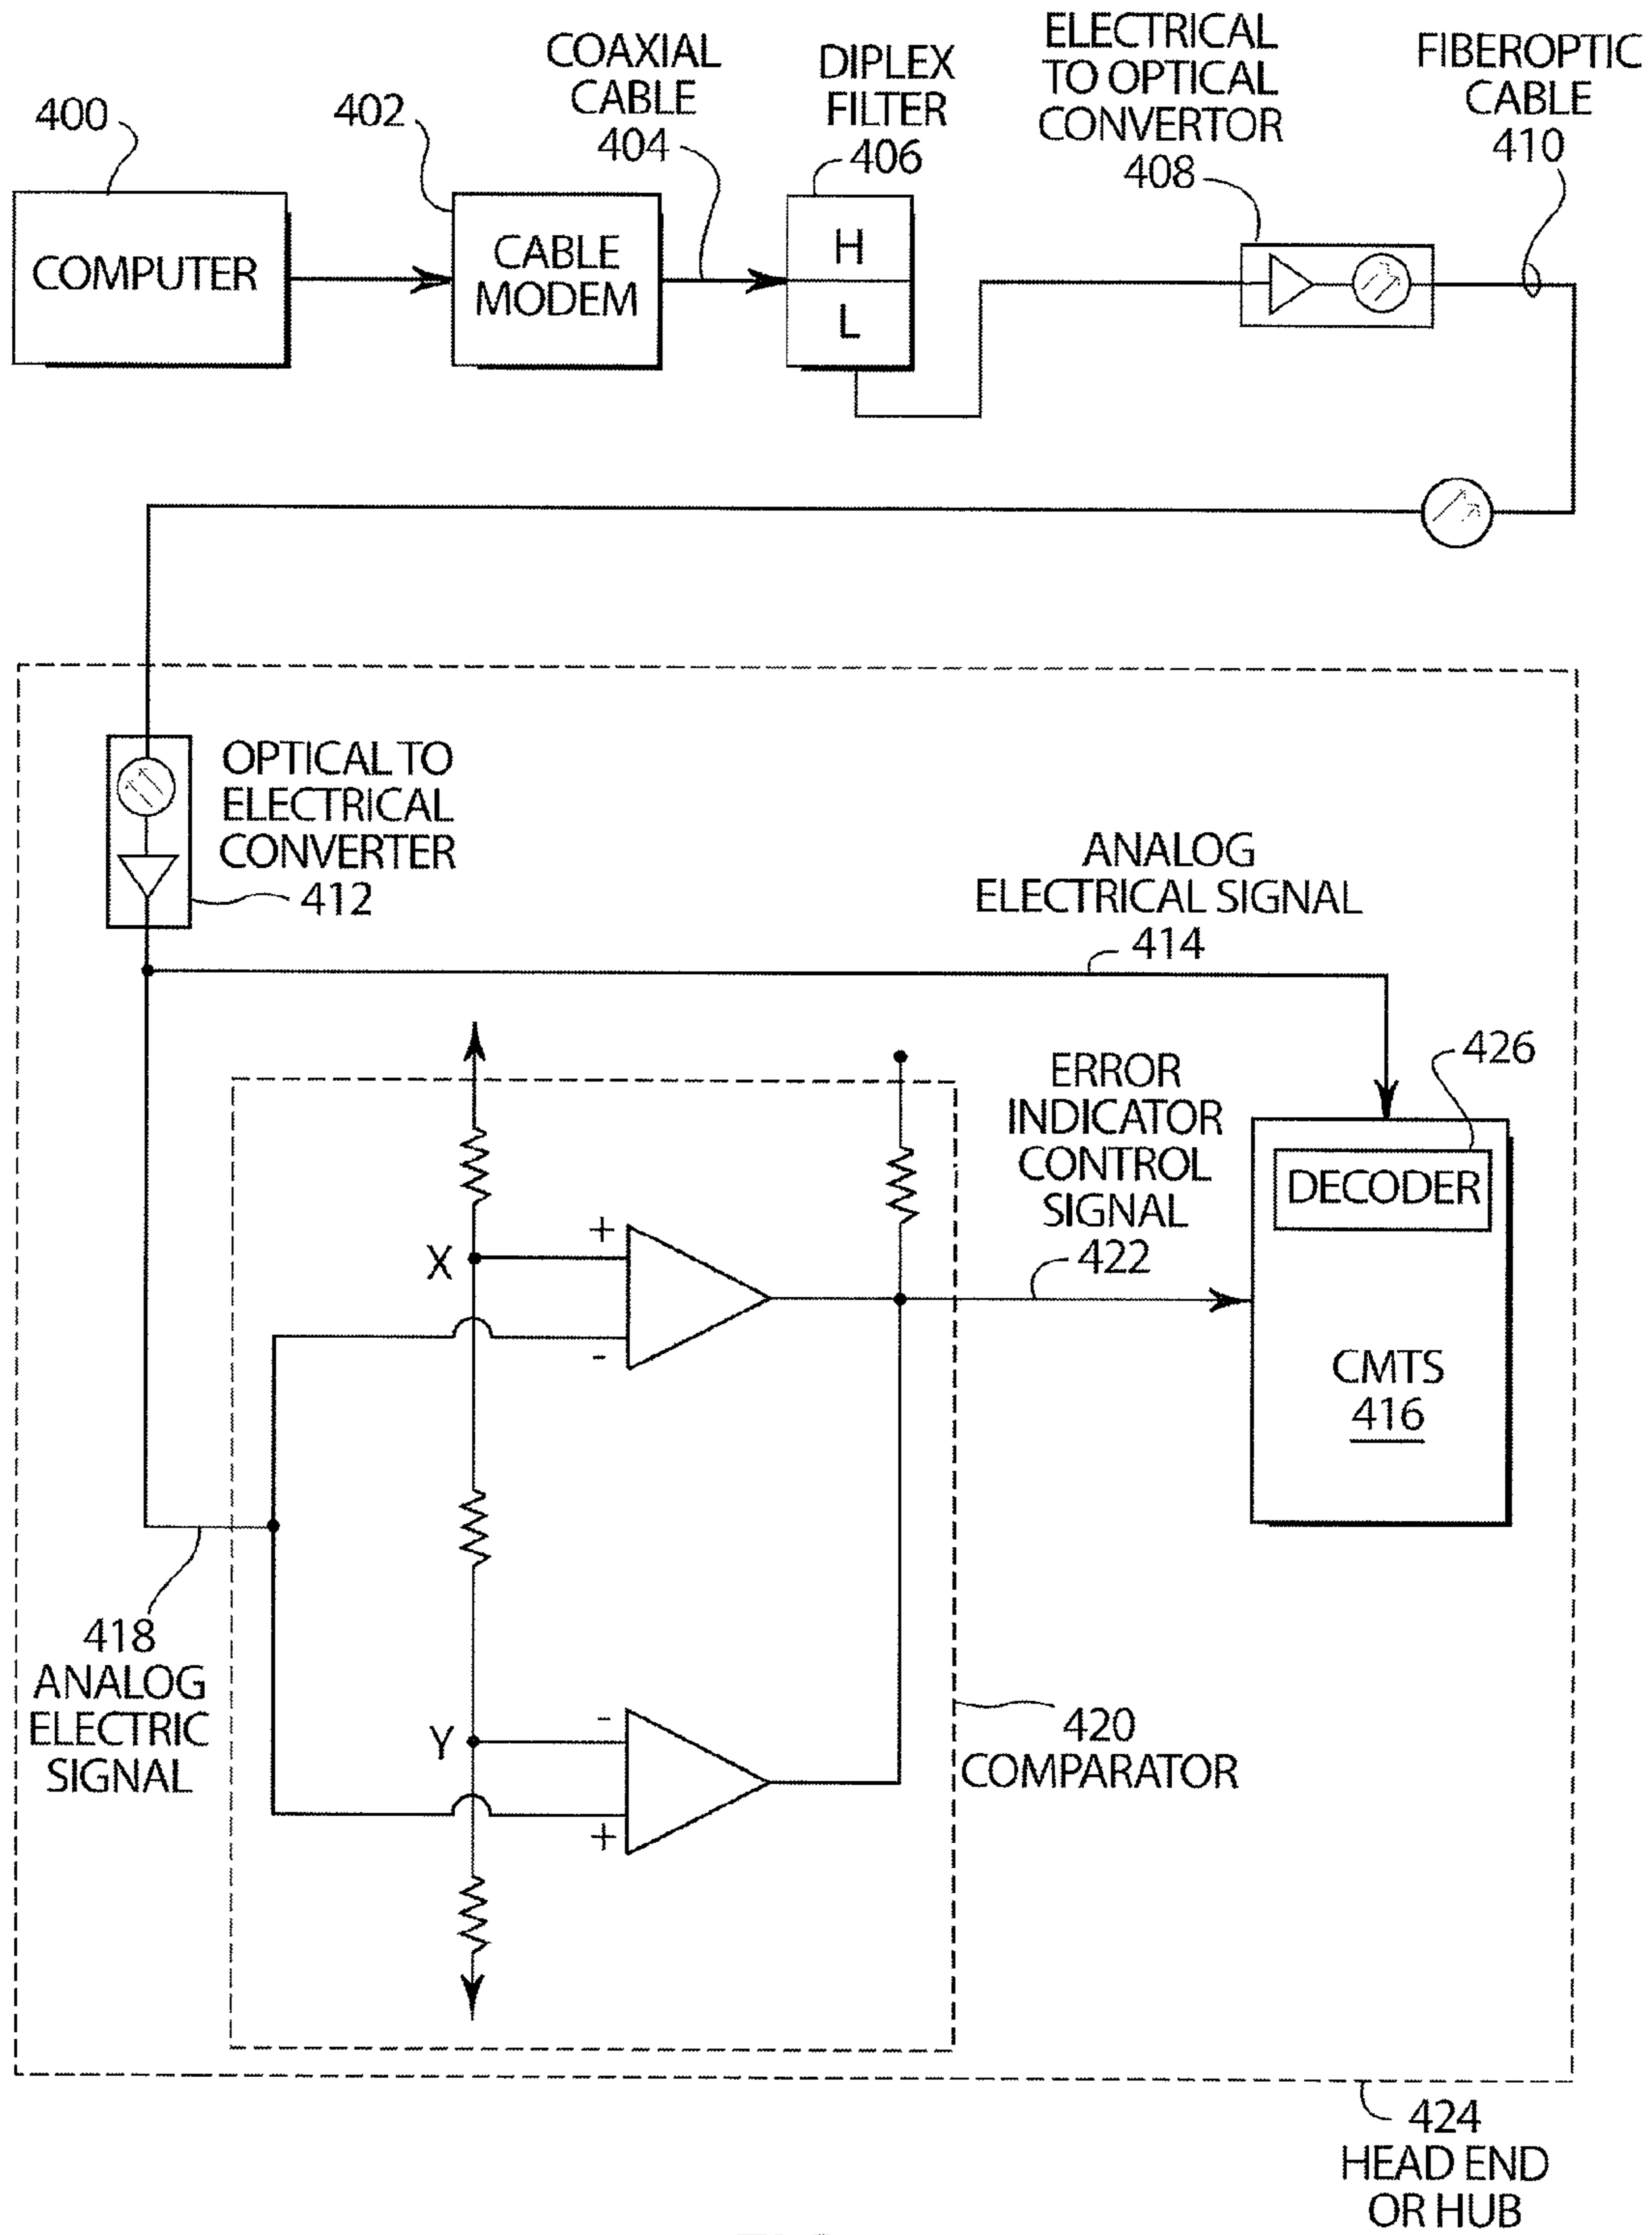 400
COMPUTER
402
CABLE
MODEM
COAXIAL
CABLE
404
DIPLEX
FILTER
406
H
L
ELECTRICAL
TO OPTICAL
CONVERTOR
408
FIBEROPTIC
CABLE
410
OPTICAL TO
ELECTRICAL
CONVERTER
412
ANALOG
ELECTRICAL SIGNAL
414
426
DECODER
ERROR
INDICATOR
CONTROL
SIGNAL
422
X
+
-
CMTS
416
418
ANALOG
ELECTRIC
SIGNAL
Y
-
+
420
COMPARATOR
424
HEAD END
OR HUB